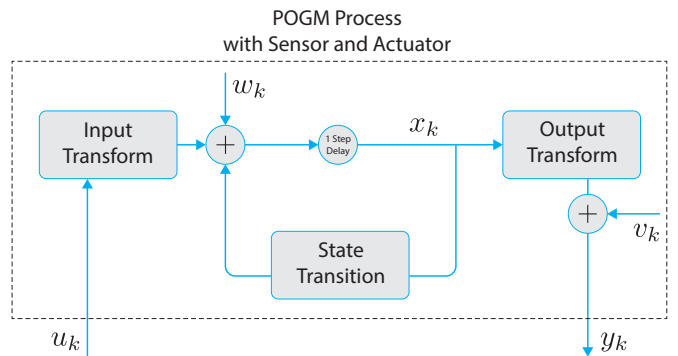 POGM Process
with Sensor and Actuator
w_k
Input
Transform
+
1 Step
Delay
x_k
Output
Transform
+
v_k
State
Transition
u_k
y_k